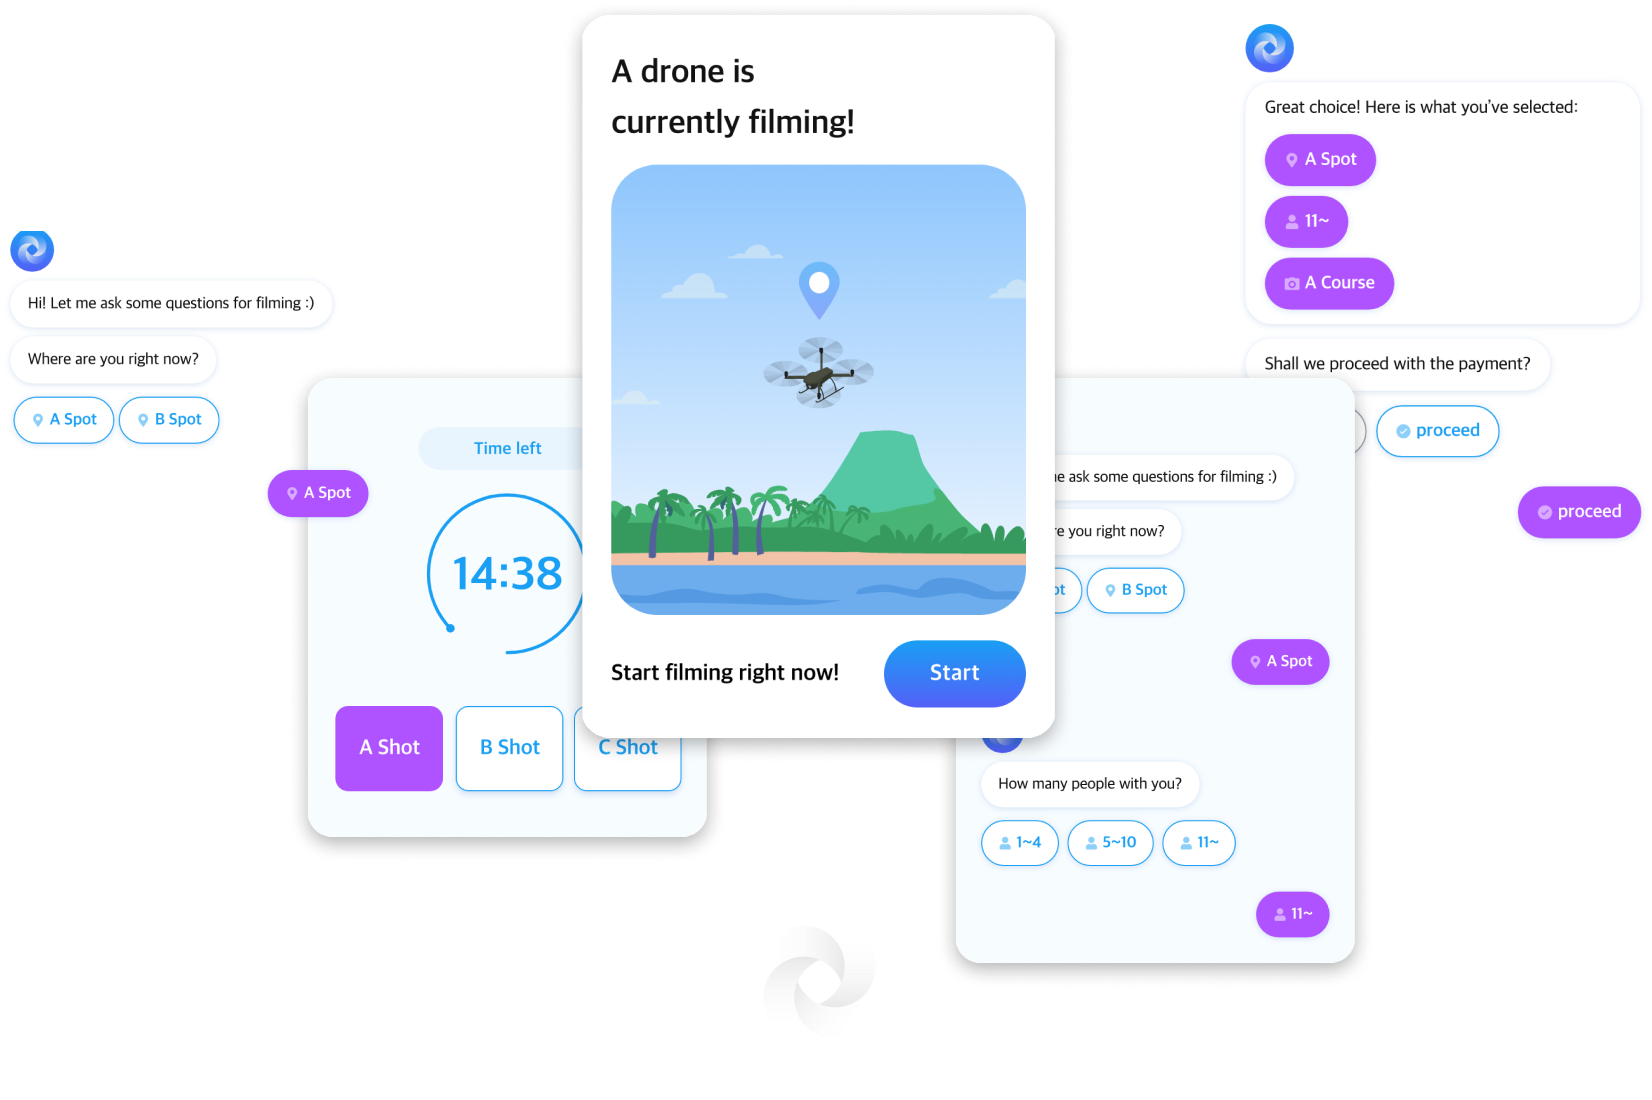 A drone is
currently filming!
Start filming right now!
Start
Hi! Let me ask some questions for filming :)
Where are you right now?
A Spot
B Spot
A Spot
Time left
14:38
A Shot
B Shot
C Shot
Great choice! Here is what you've selected:
A Spot
11~
A Course
Shall we proceed with the payment?
proceed
proceed
ask some questions for filming :)
you right now?
B Spot
A Spot
How many people with you?
1~4
5~10
11~
11~